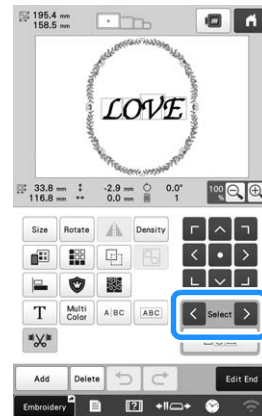 195.4 mm
158.5 mm
LOVE
33.8 mm -2.9 mm 0.0° 100 %
116.8 mm 0.0 mm 1
Size Rotate Density
T Multi Color A BC ABC
Select
Add Delete Edit End
Embroidery